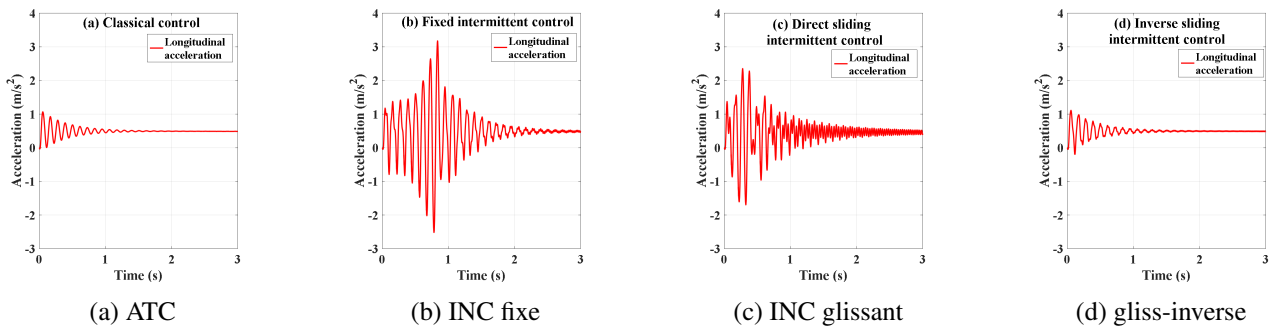 (a) Classical control
Longitudinal
acceleration
Acceleration (m/s²)
4
3
2
1
0
-1
-2
-3
0
1
2
3
Time (s)
(a) ATC
(b) Fixed intermittent control
Longitudinal
acceleration
Acceleration (m/s²)
4
3
2
1
0
-1
-2
-3
0
1
2
3
Time (s)
(b) INC fixe
(c) Direct sliding
intermittent control
Longitudinal
acceleration
Acceleration (m/s²)
4
3
2
1
0
-1
-2
-3
0
1
2
3
Time (s)
(c) INC glissant
(d) Inverse sliding
intermittent control
Longitudinal
acceleration
Acceleration (m/s²)
4
3
2
1
0
-1
-2
-3
0
1
2
3
Time (s)
(d) gliss-inverse